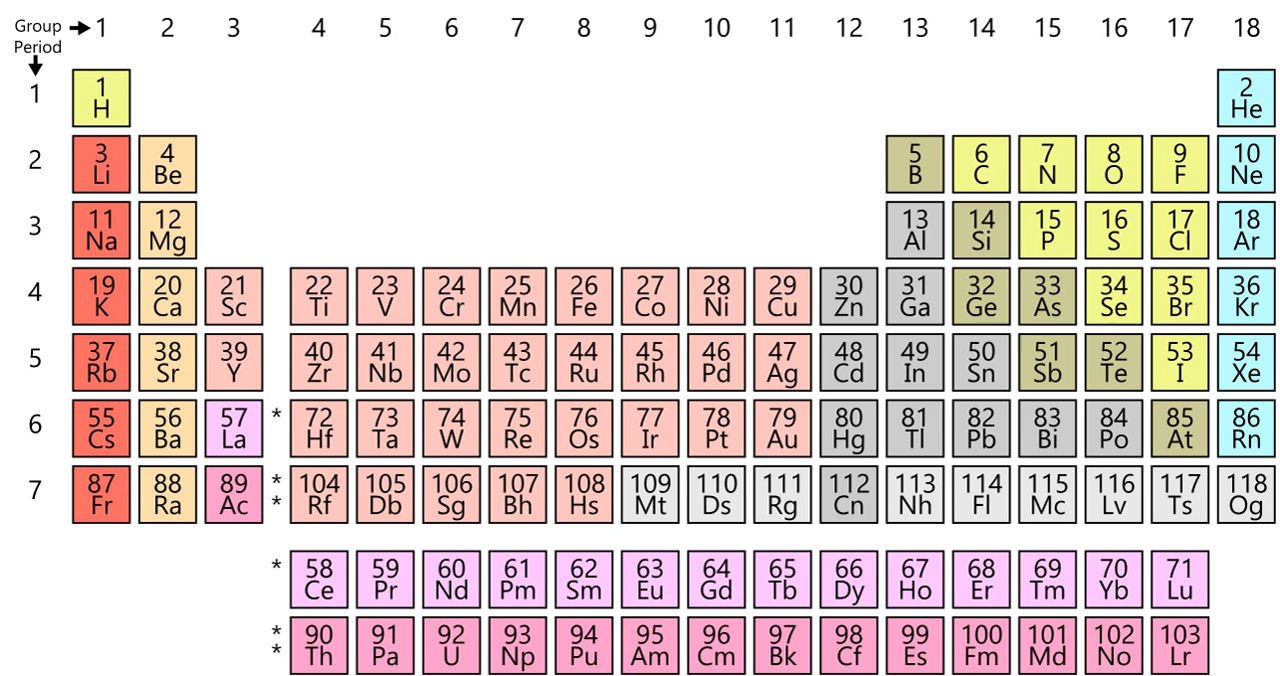 Group 1 2 3 4 5 6 7 8 9 10 11 12 13 14 15 16 17 18
Period
1 1 2
H He
2 3 4 5 6 7 8 9 10
Li Be B C N O F Ne
3 11 12 13 14 15 16 17 18
Na Mg Al Si P S Cl Ar
4 19 20 21 22 23 24 25 26 27 28 29 30 31 32 33 34 35 36
K Ca Sc Ti V Cr Mn Fe Co Ni Cu Zn Ga Ge As Se Br Kr
5 37 38 39 40 41 42 43 44 45 46 47 48 49 50 51 52 53 54
Rb Sr Y Zr Nb Mo Tc Ru Rh Pd Ag Cd In Sn Sb Te I Xe
6 55 56 57 * 72 73 74 75 76 77 78 79 80 81 82 83 84 85 86
Cs Ba La Hf Ta W Re Os Ir Pt Au Hg Tl Pb Bi Po At Rn
7 87 88 89 * 104 105 106 107 108 109 110 111 112 113 114 115 116 117 118
Fr Ra Ac * Rf Db Sg Bh Hs Mt Ds Rg Cn Nh Fl Mc Lv Ts Og
* 58 59 60 61 62 63 64 65 66 67 68 69 70 71
Ce Pr Nd Pm Sm Eu Gd Tb Dy Ho Er Tm Yb Lu
* 90 91 92 93 94 95 96 97 98 99 100 101 102 103
* Th Pa U Np Pu Am Cm Bk Cf Es Fm Md No Lr